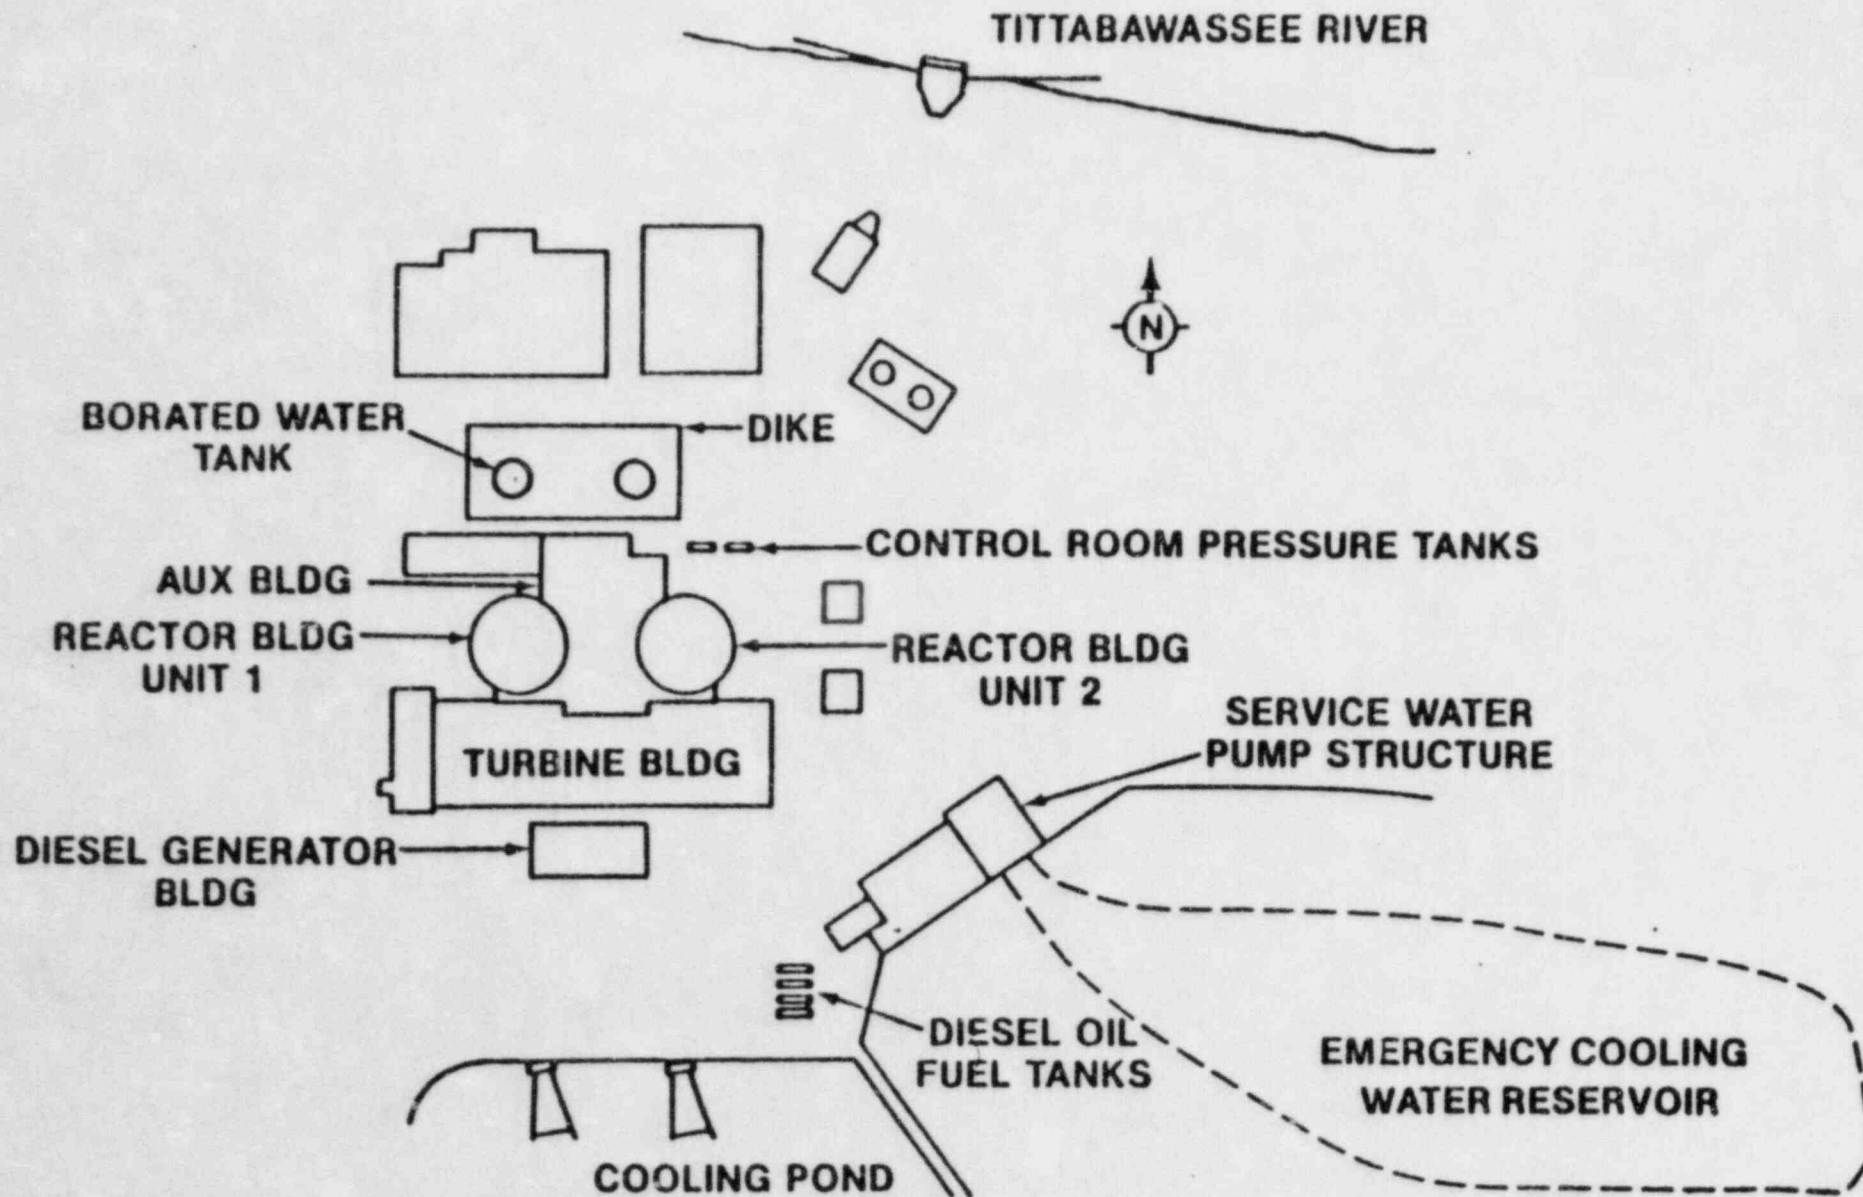 TITTABAWASSEE RIVER
N
BORATED WATER
TANK
DIKE
CONTROL ROOM PRESSURE TANKS
AUX BLDG
REACTOR BLDG
UNIT 1
REACTOR BLDG
UNIT 2
SERVICE WATER
PUMP STRUCTURE
TURBINE BLDG
DIESEL GENERATOR
BLDG
DIESEL OIL
FUEL TANKS
EMERGENCY COOLING
WATER RESERVOIR
COOLING POND